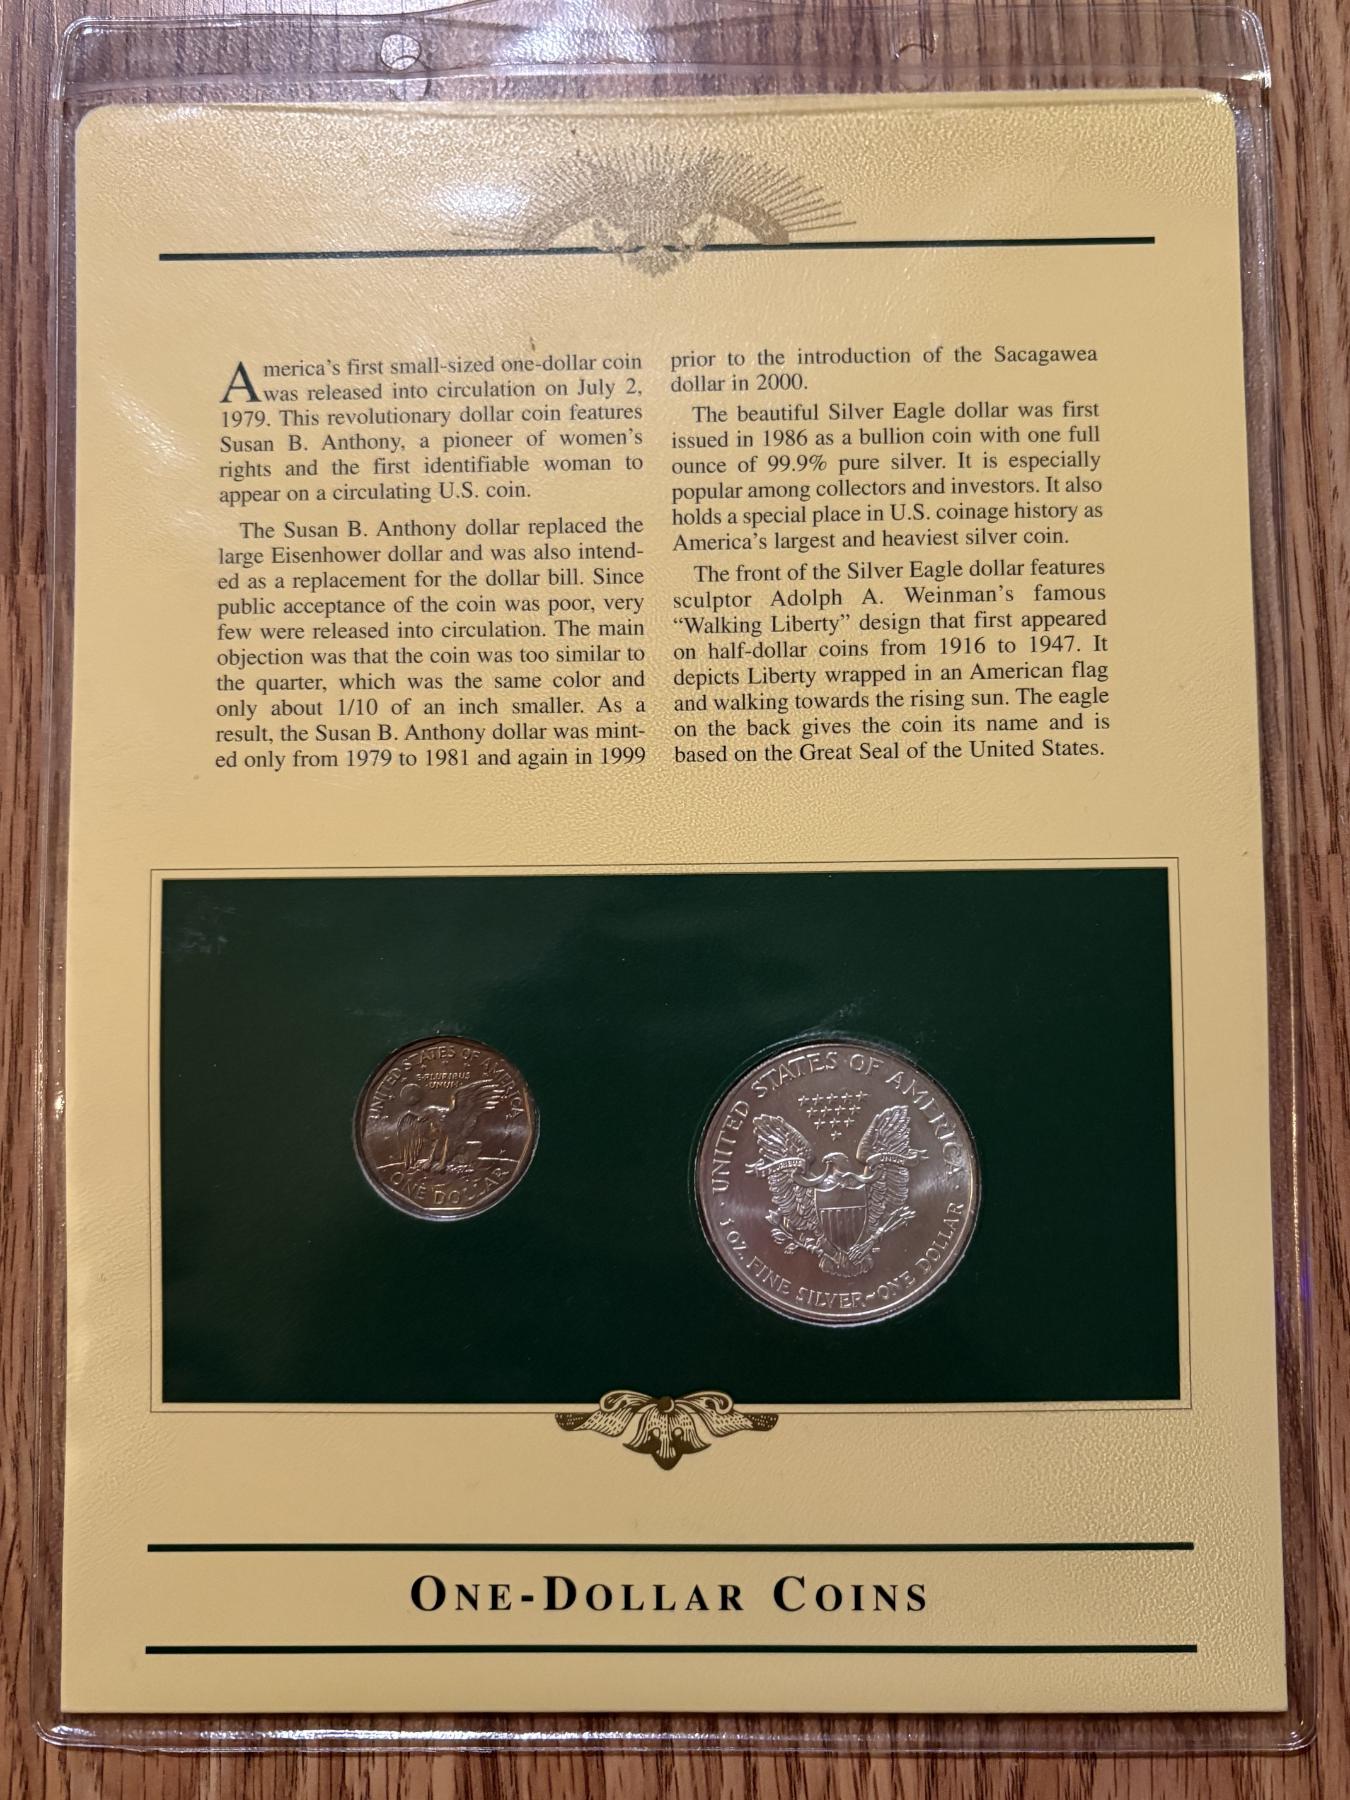 America's first small-sized one-dollar coin
was released into circulation on July 2,
1979. This revolutionary dollar coin features
Susan B. Anthony, a pioneer of women's
rights and the first identifiable woman to
appear on a circulating U.S. coin.
The Susan B. Anthony dollar replaced the
large Eisenhower dollar and was also intend-
ed as a replacement for the dollar bill. Since
public acceptance of the coin was poor, very
few were released into circulation. The main
objection was that the coin was too similar to
the quarter, which was the same color and
only about 1/10 of an inch smaller. As a
result, the Susan B. Anthony dollar was mint-
ed only from 1979 to 1981 and again in 1999
prior to the introduction of the Sacagawea
dollar in 2000.
The beautiful Silver Eagle dollar was first
issued in 1986 as a bullion coin with one full
ounce of 99.9% pure silver. It is especially
popular among collectors and investors. It also
holds a special place in U.S. coinage history as
America's largest and heaviest silver coin.
The front of the Silver Eagle dollar features
sculptor Adolph A. Weinman's famous
"Walking Liberty" design that first appeared
on half-dollar coins from 1916 to 1947. It
depicts Liberty wrapped in an American flag
and walking towards the rising sun. The eagle
on the back gives the coin its name and is
based on the Great Seal of the United States.
UNITED STATES OF AMERICA
E·PLURIBUS
·UNUM·
ONE DOLLAR
UNITED STATES OF AMERICA
E PLURIBUS UNUM
1 OZ. FINE SILVER~ONE DOLLAR
ONE-DOLLAR COINS